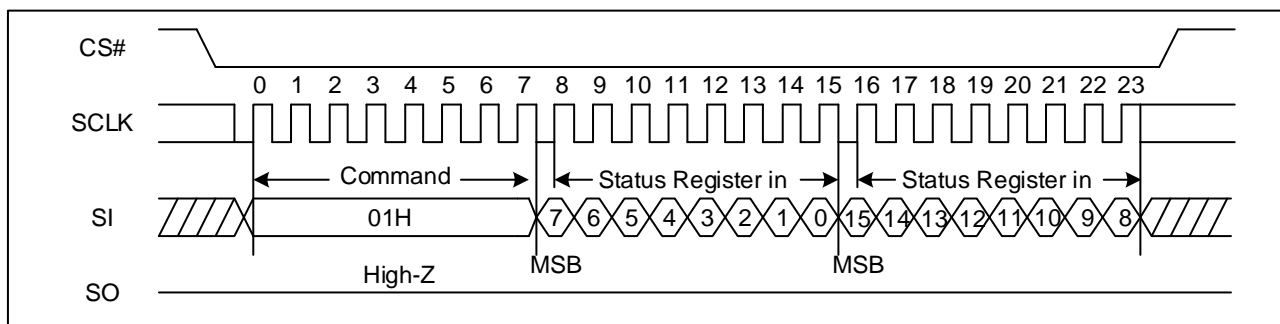 CS#
0 1 2 3 4 5 6 7 8 9 10 11 12 13 14 15 16 17 18 19 20 21 22 23
SCLK
Command Status Register in Status Register in
SI 01H 7 6 5 4 3 2 1 0 15 14 13 12 11 10 9 8
MSB MSB
High-Z
SO